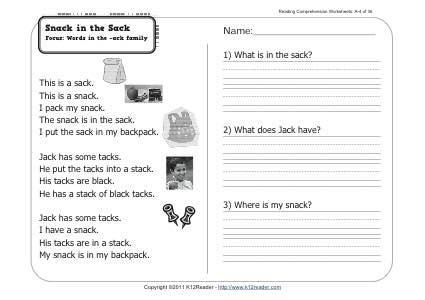 Reading Comprehension Worksheets: A-4 of 36
Snack in the Sack
Focus: Words in the -ack family
This is a sack.
This is a snack.
I pack my snack.
The snack is in the sack.
I put the sack in my backpack.
Jack has some tacks.
He put the tacks into a stack.
His tacks are black.
He has a stack of black tacks.
Jack has some tacks.
I have a snack.
His tacks are in a stack.
My snack is in my backpack.
Name:
1) What is in the sack?
2) What does Jack have?
3) Where is my snack?
Copyright ©2011 K12Reader - http://www.k12reader.com